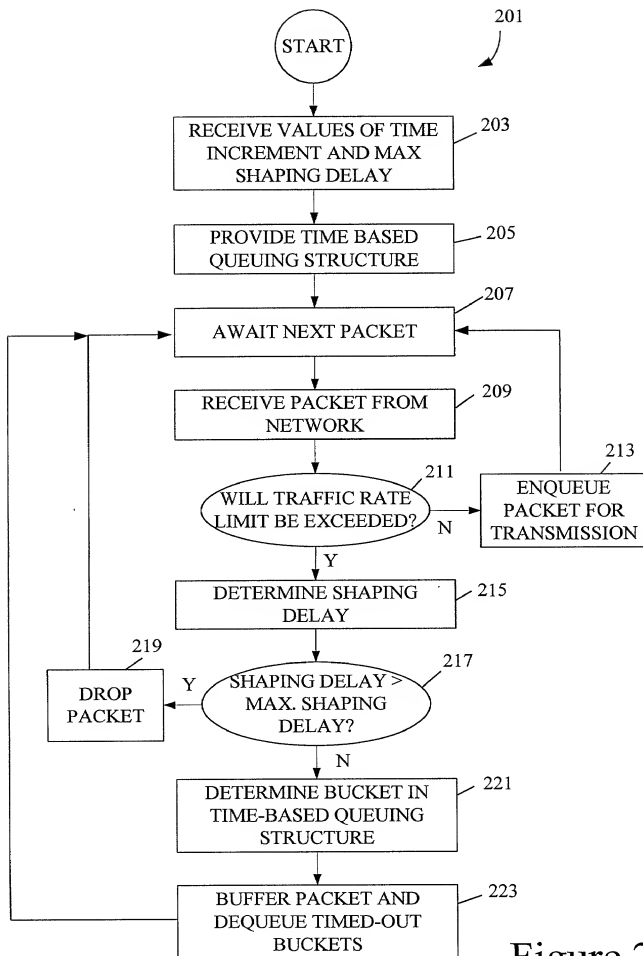 201
START
RECEIVE VALUES OF TIME
INCREMENT AND MAX
SHAPING DELAY
203
PROVIDE TIME BASED
QUEUING STRUCTURE
205
AWAIT NEXT PACKET
207
RECEIVE PACKET FROM
NETWORK
209
WILL TRAFFIC RATE
LIMIT BE EXCEEDED?
211
N
213
ENQUEUE
PACKET FOR
TRANSMISSION
Y
DETERMINE SHAPING
DELAY
215
SHAPING DELAY >
MAX. SHAPING
DELAY?
217
Y
219
DROP
PACKET
N
DETERMINE BUCKET IN
TIME-BASED QUEUING
STRUCTURE
221
BUFFER PACKET AND
DEQUEUE TIMED-OUT
BUCKETS
223
Figure 2